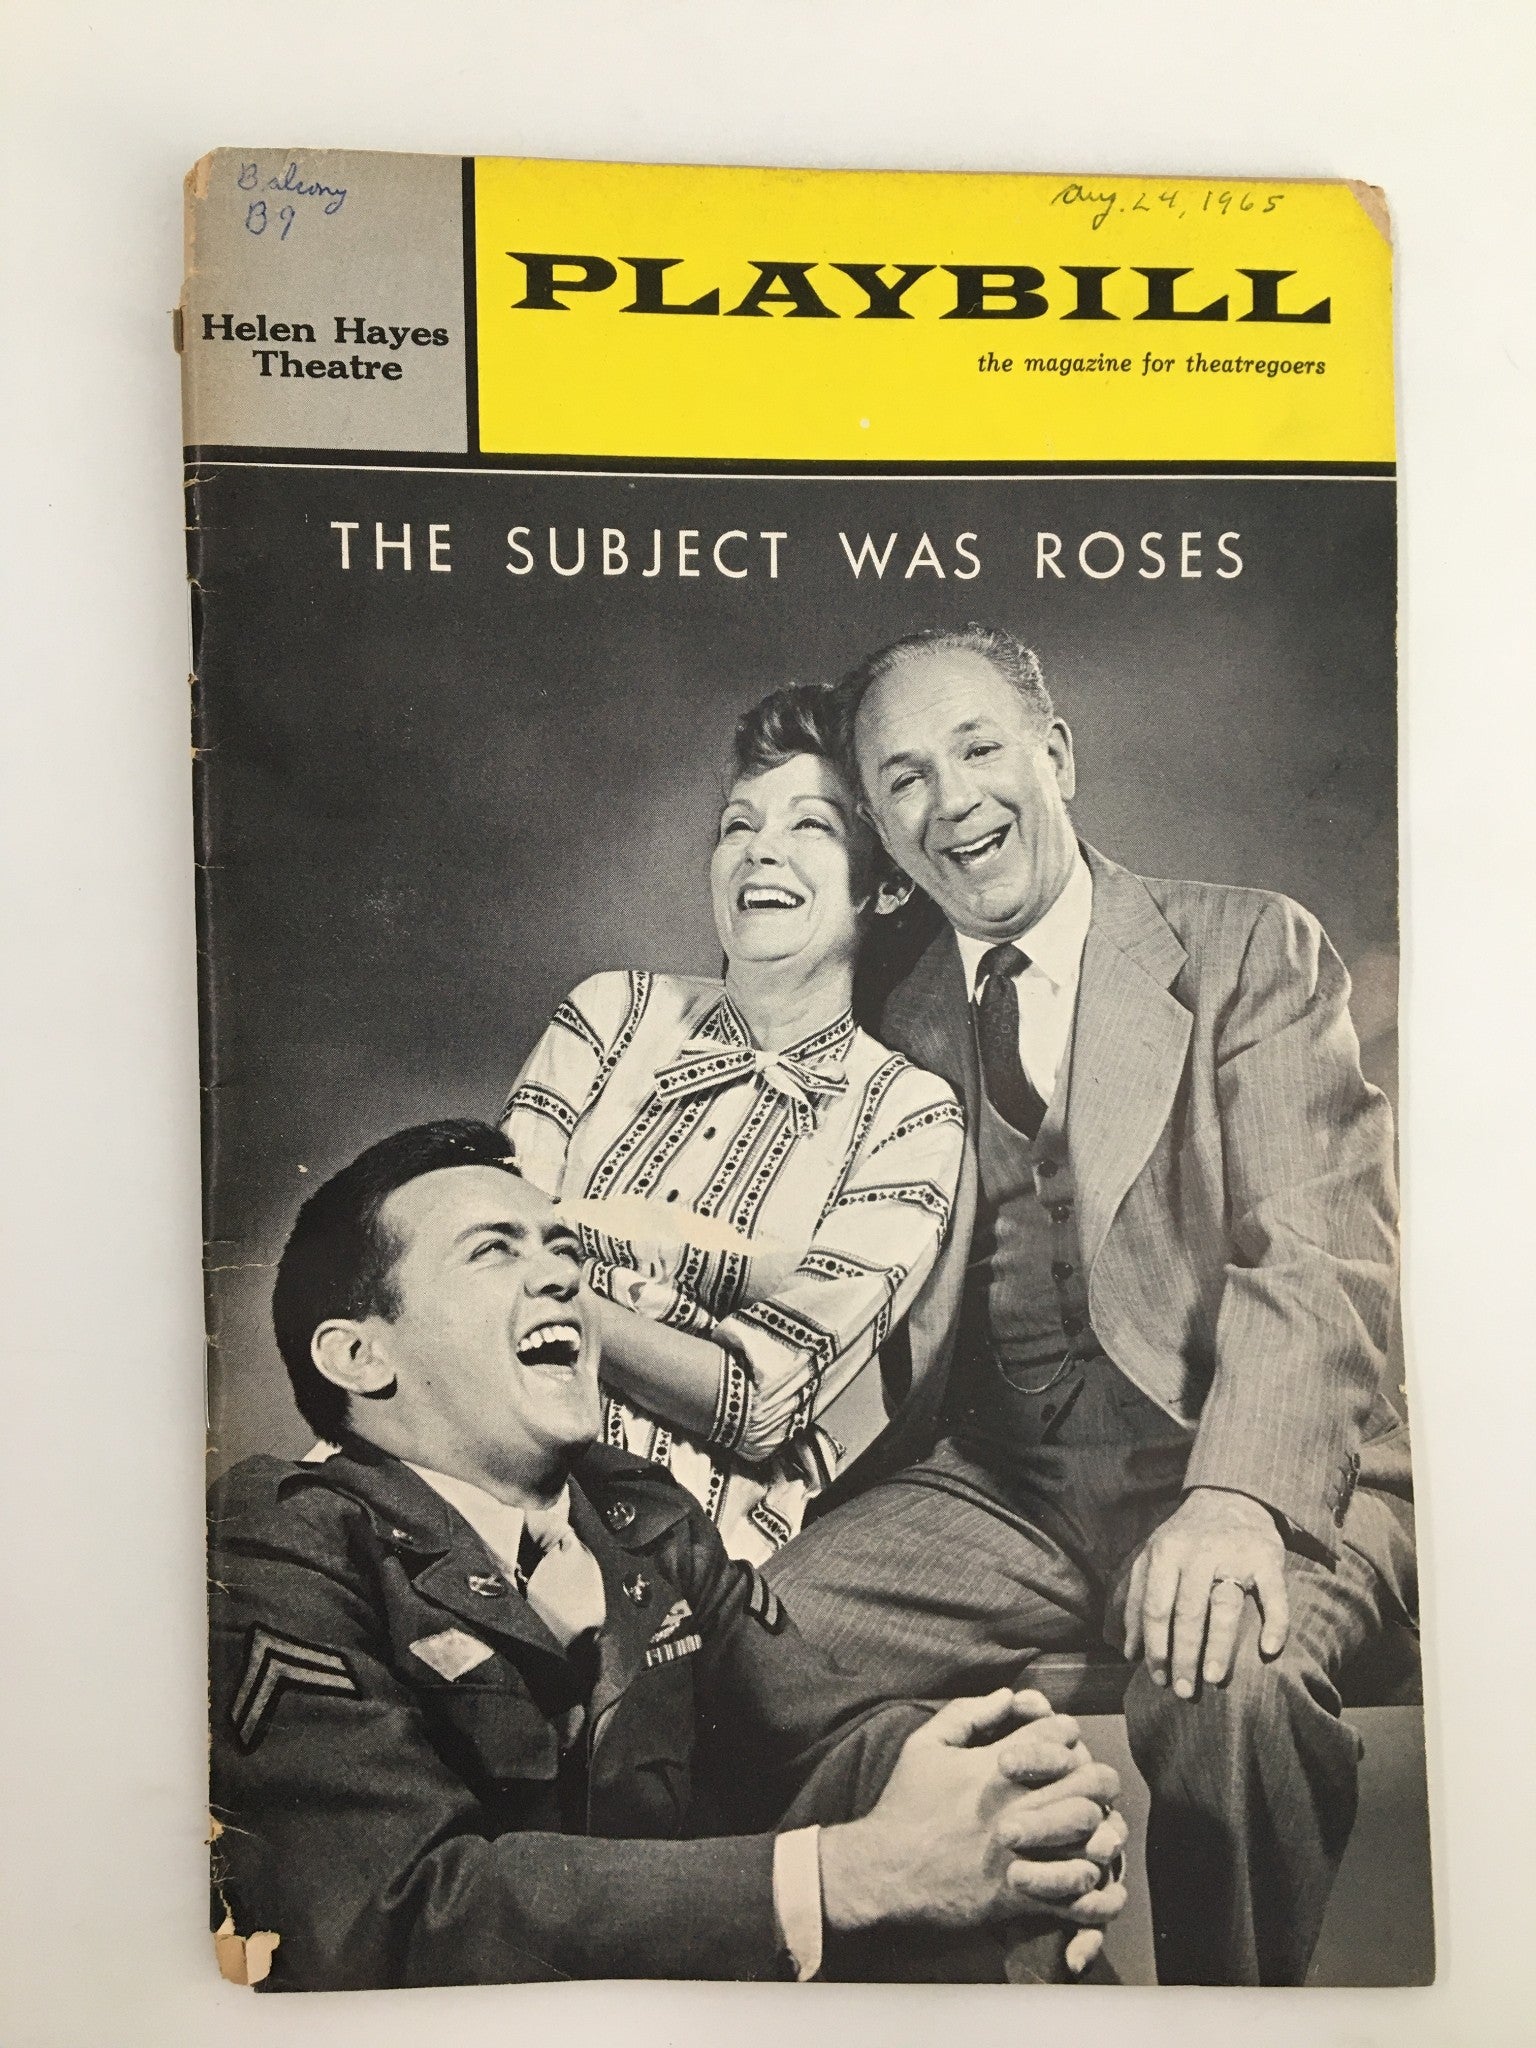 Balcony
B9
Aug. 24, 1965
Helen Hayes
Theatre
PLAYBILL
the magazine for theatregoers
THE SUBJECT WAS ROSES